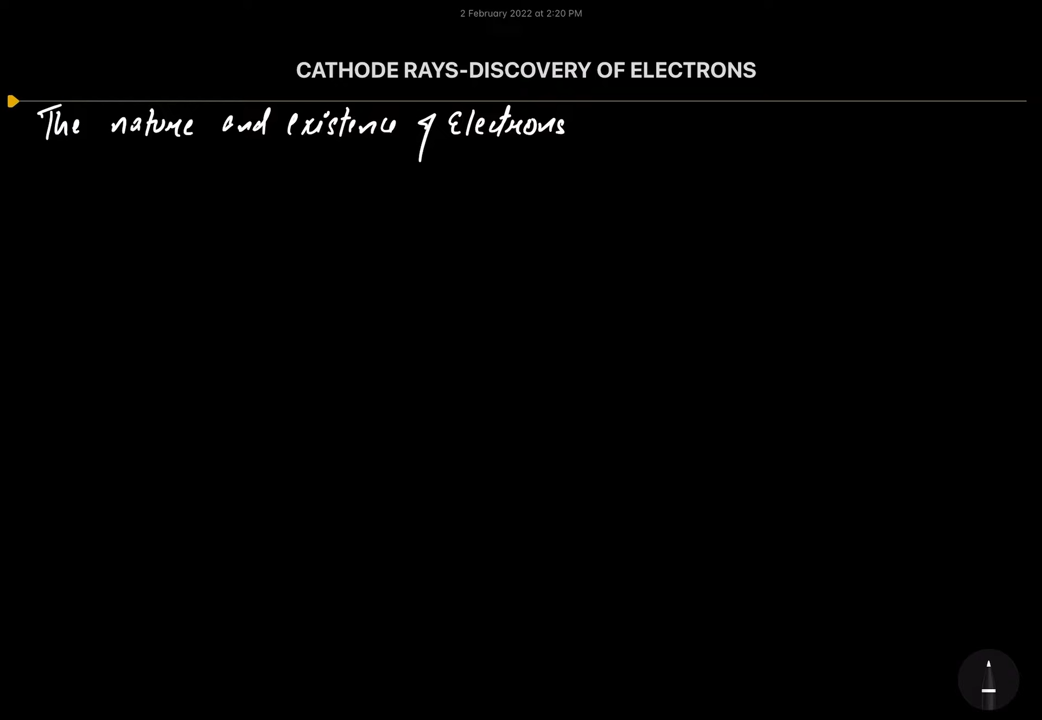 2 February 2022 at 2:20 PM
CATHODE RAYS-DISCOVERY OF ELECTRONS
The nature and existence of Electrons